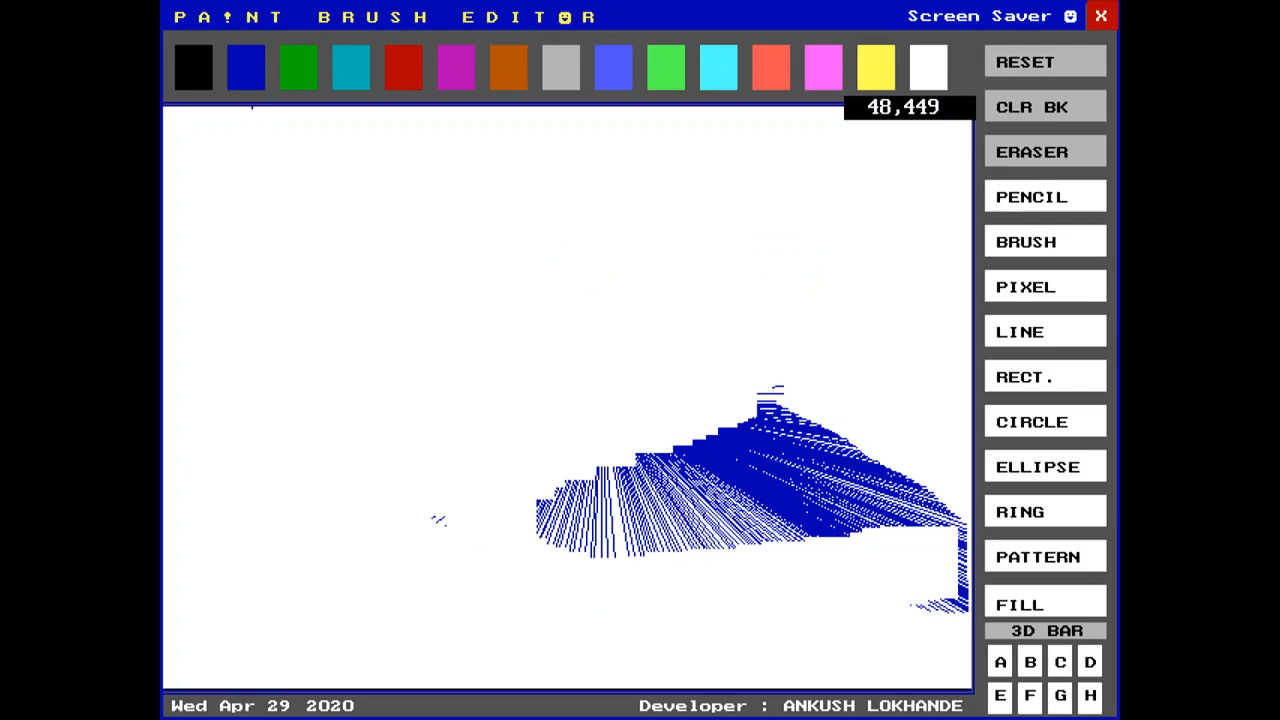 PA!NT BRUSH EDITOR
Screen Saver
X
48,449
RESET
CLR BK
ERASER
PENCIL
BRUSH
PIXEL
LINE
RECT.
CIRCLE
ELLIPSE
RING
PATTERN
FILL
3D BAR
A B C D
E F G H
Wed Apr 29 2020
Developer : ANKUSH LOKHANDE